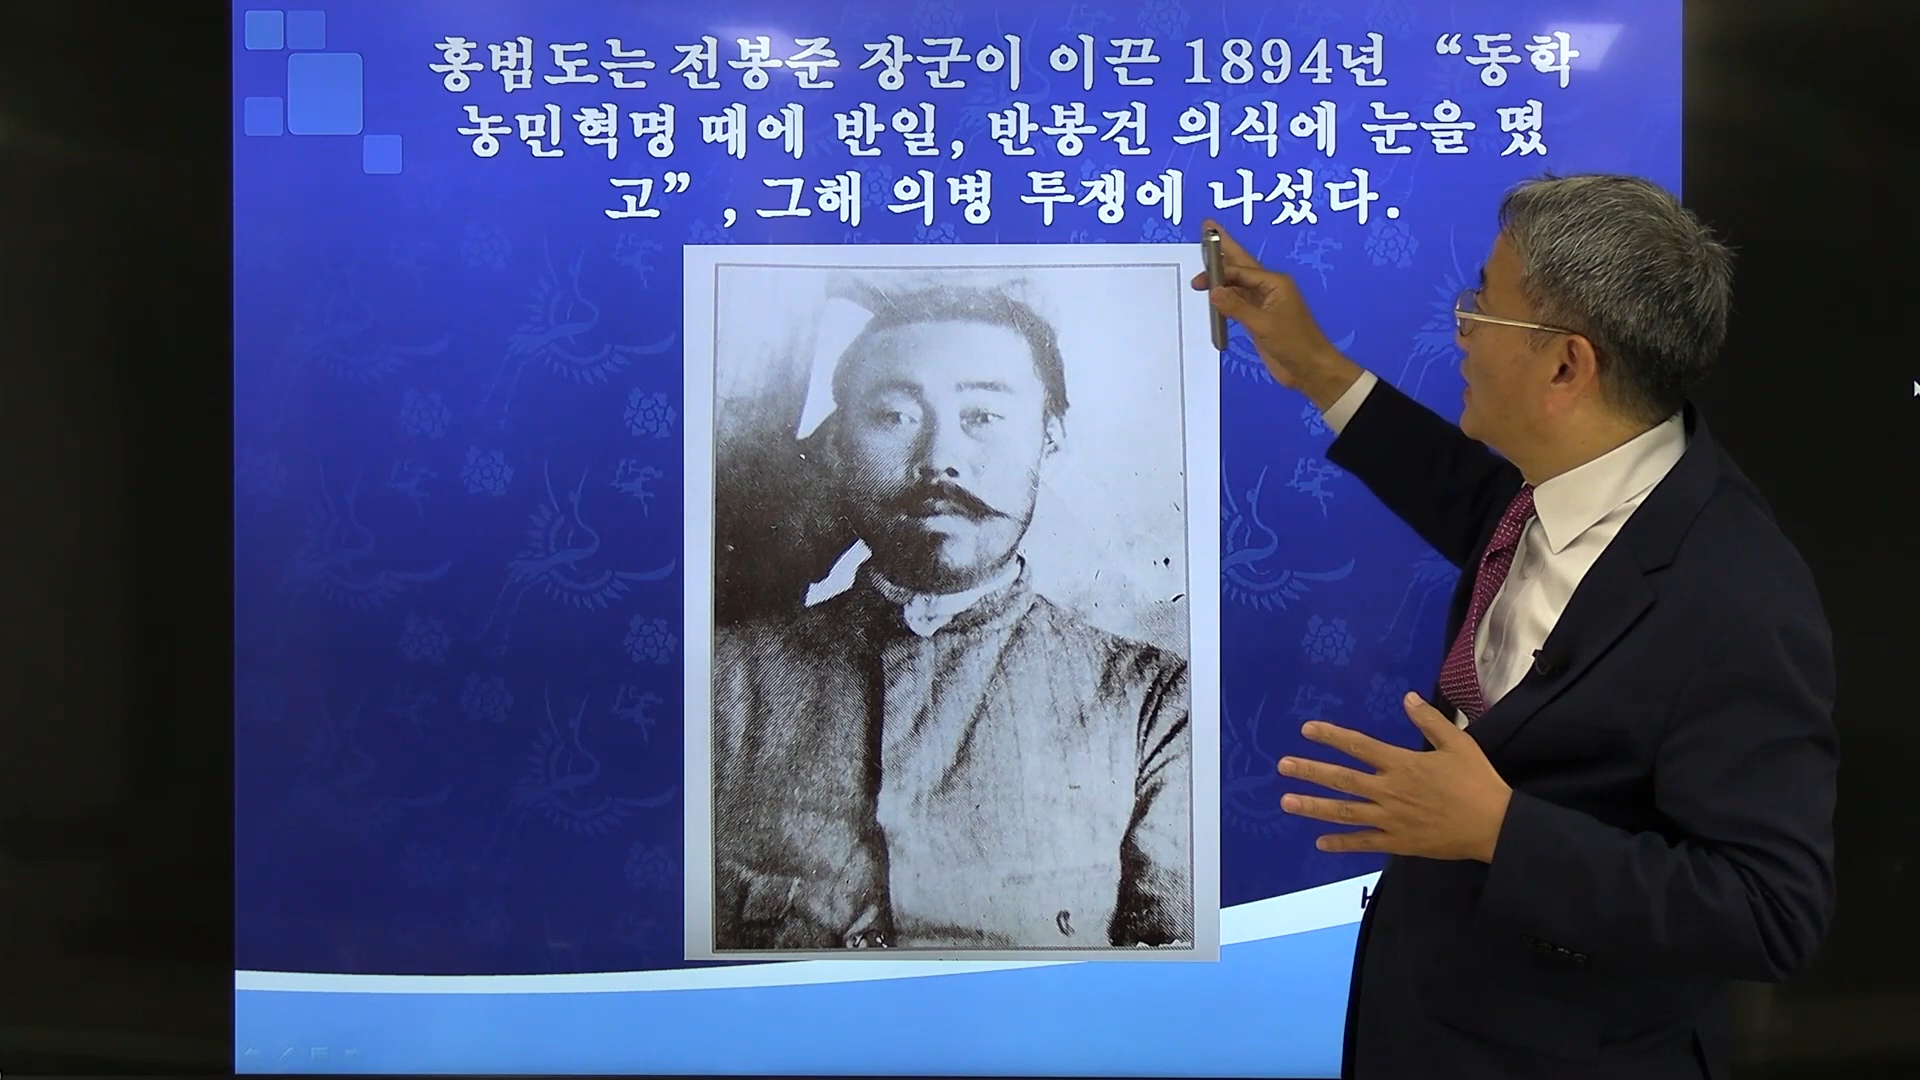 홍범도는 전봉준 장군이 이끈 1894년 “동학
농민혁명 때에 반일, 반봉건 의식에 눈을 떴
고” , 그해 의병 투쟁에 나섰다.